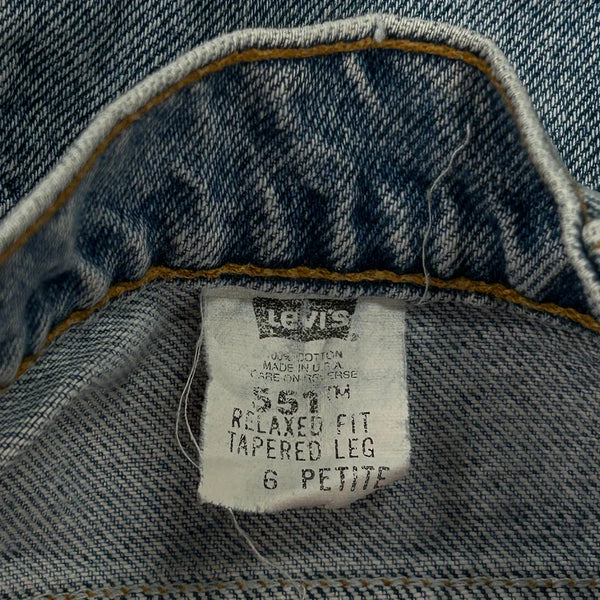 Levi's
100% COTTON
MADE IN U.S.A
CARE ON REVERSE
551™
RELAXED FIT
TAPERED LEG
6 PETITE